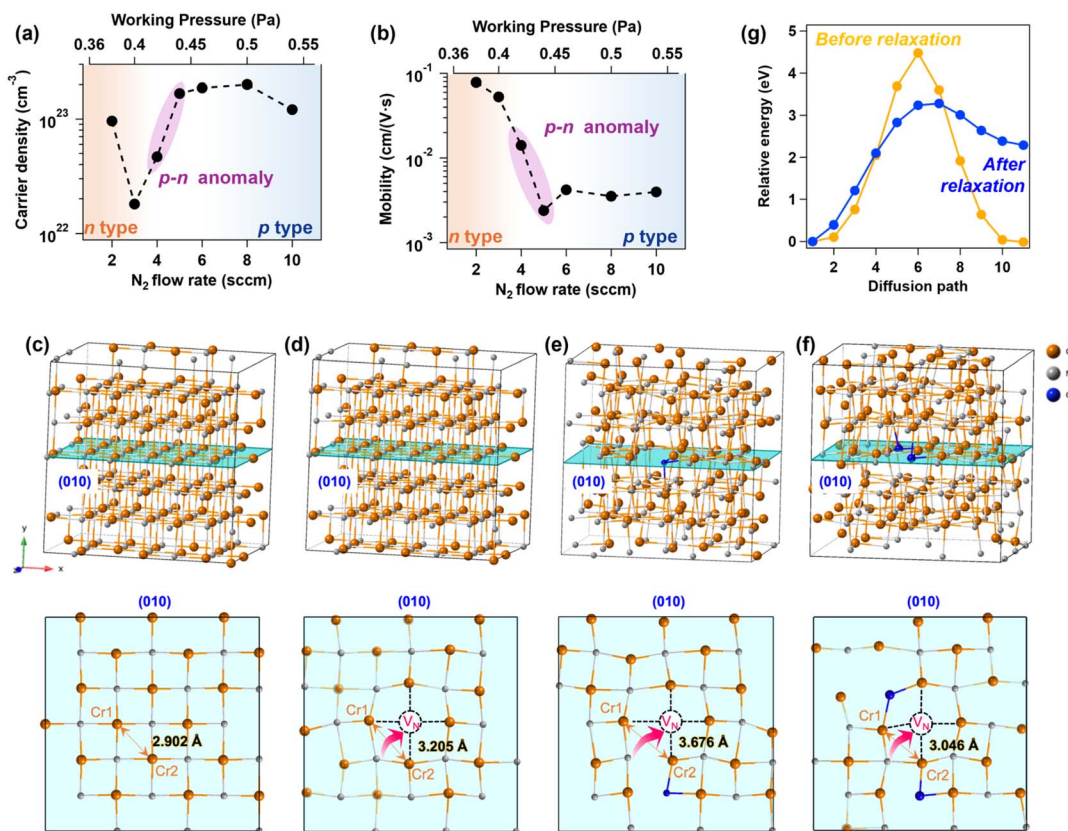 (a)
Working Pressure (Pa)
0.36 0.4 0.45 0.5 0.55
Carrier density (cm⁻³)
10²³
10²²
p-n anomaly
n type
p type
2 4 6 8 10
N₂ flow rate (sccm)
(b)
Working Pressure (Pa)
0.36 0.4 0.45 0.5 0.55
Mobility (cm/(V·s)
10⁻¹
10⁻²
10⁻³
p-n anomaly
n type
p type
2 4 6 8 10
N₂ flow rate (sccm)
(g)
Relative energy (eV)
5
4
3
2
1
0
Before relaxation
After
relaxation
2 4 6 8 10
Diffusion path
(c)
(010)
y
z
x
(d)
(010)
(e)
(010)
(f)
(010)
(010)
Cr1
2.902 Å
Cr2
(010)
Cr1
V_N
3.205 Å
Cr2
(010)
Cr1
V_N
3.676 Å
Cr2
(010)
Cr1
V_N
3.046 Å
Cr2